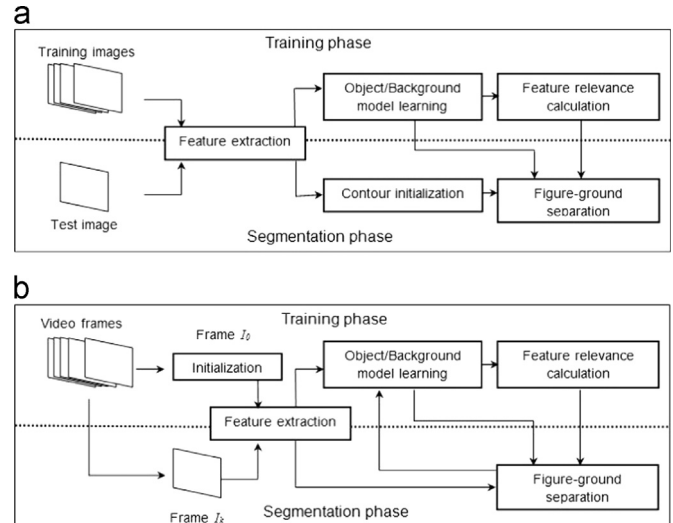 a
Training phase
Training images
Object/Background
model learning
Feature relevance
calculation
Feature extraction
Contour initialization
Figure-ground
separation
Test image
Segmentation phase
b
Video frames
Training phase
Frame I0
Initialization
Object/Background
model learning
Feature relevance
calculation
Feature extraction
Figure-ground
separation
Frame Ik
Segmentation phase